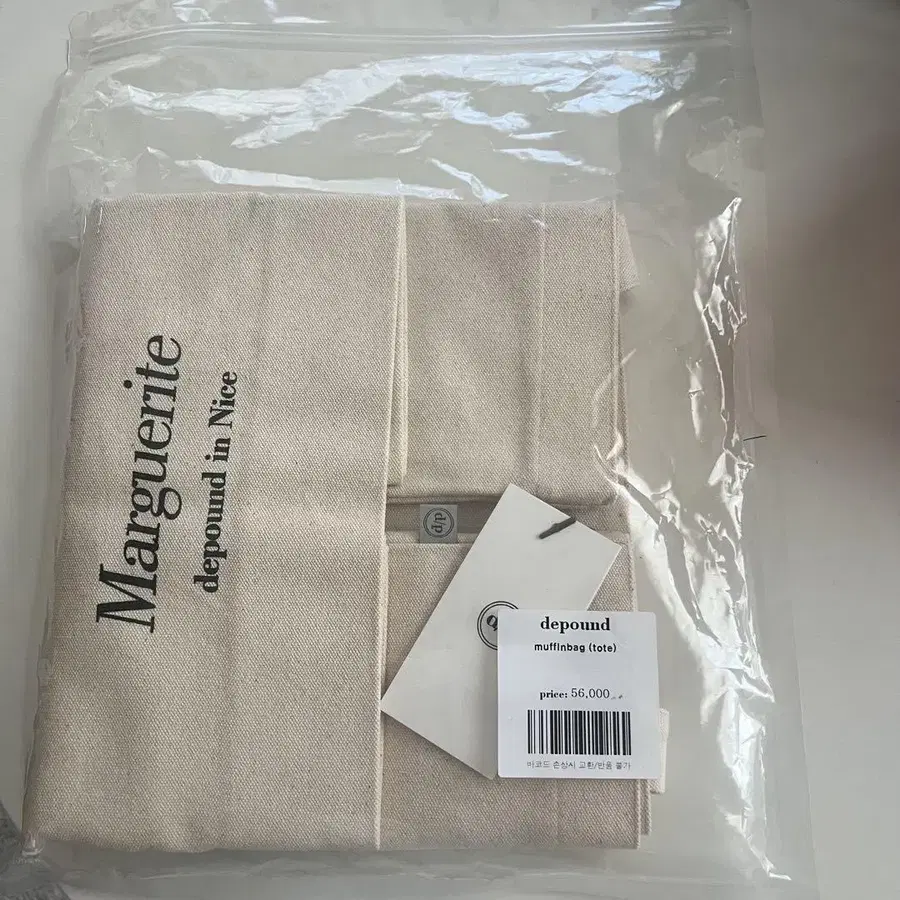 Marguerite
depound in Nice
d/p
depound
muffinbag (tote)
price: 56,000
바코드 손상시 교환/반품 불가